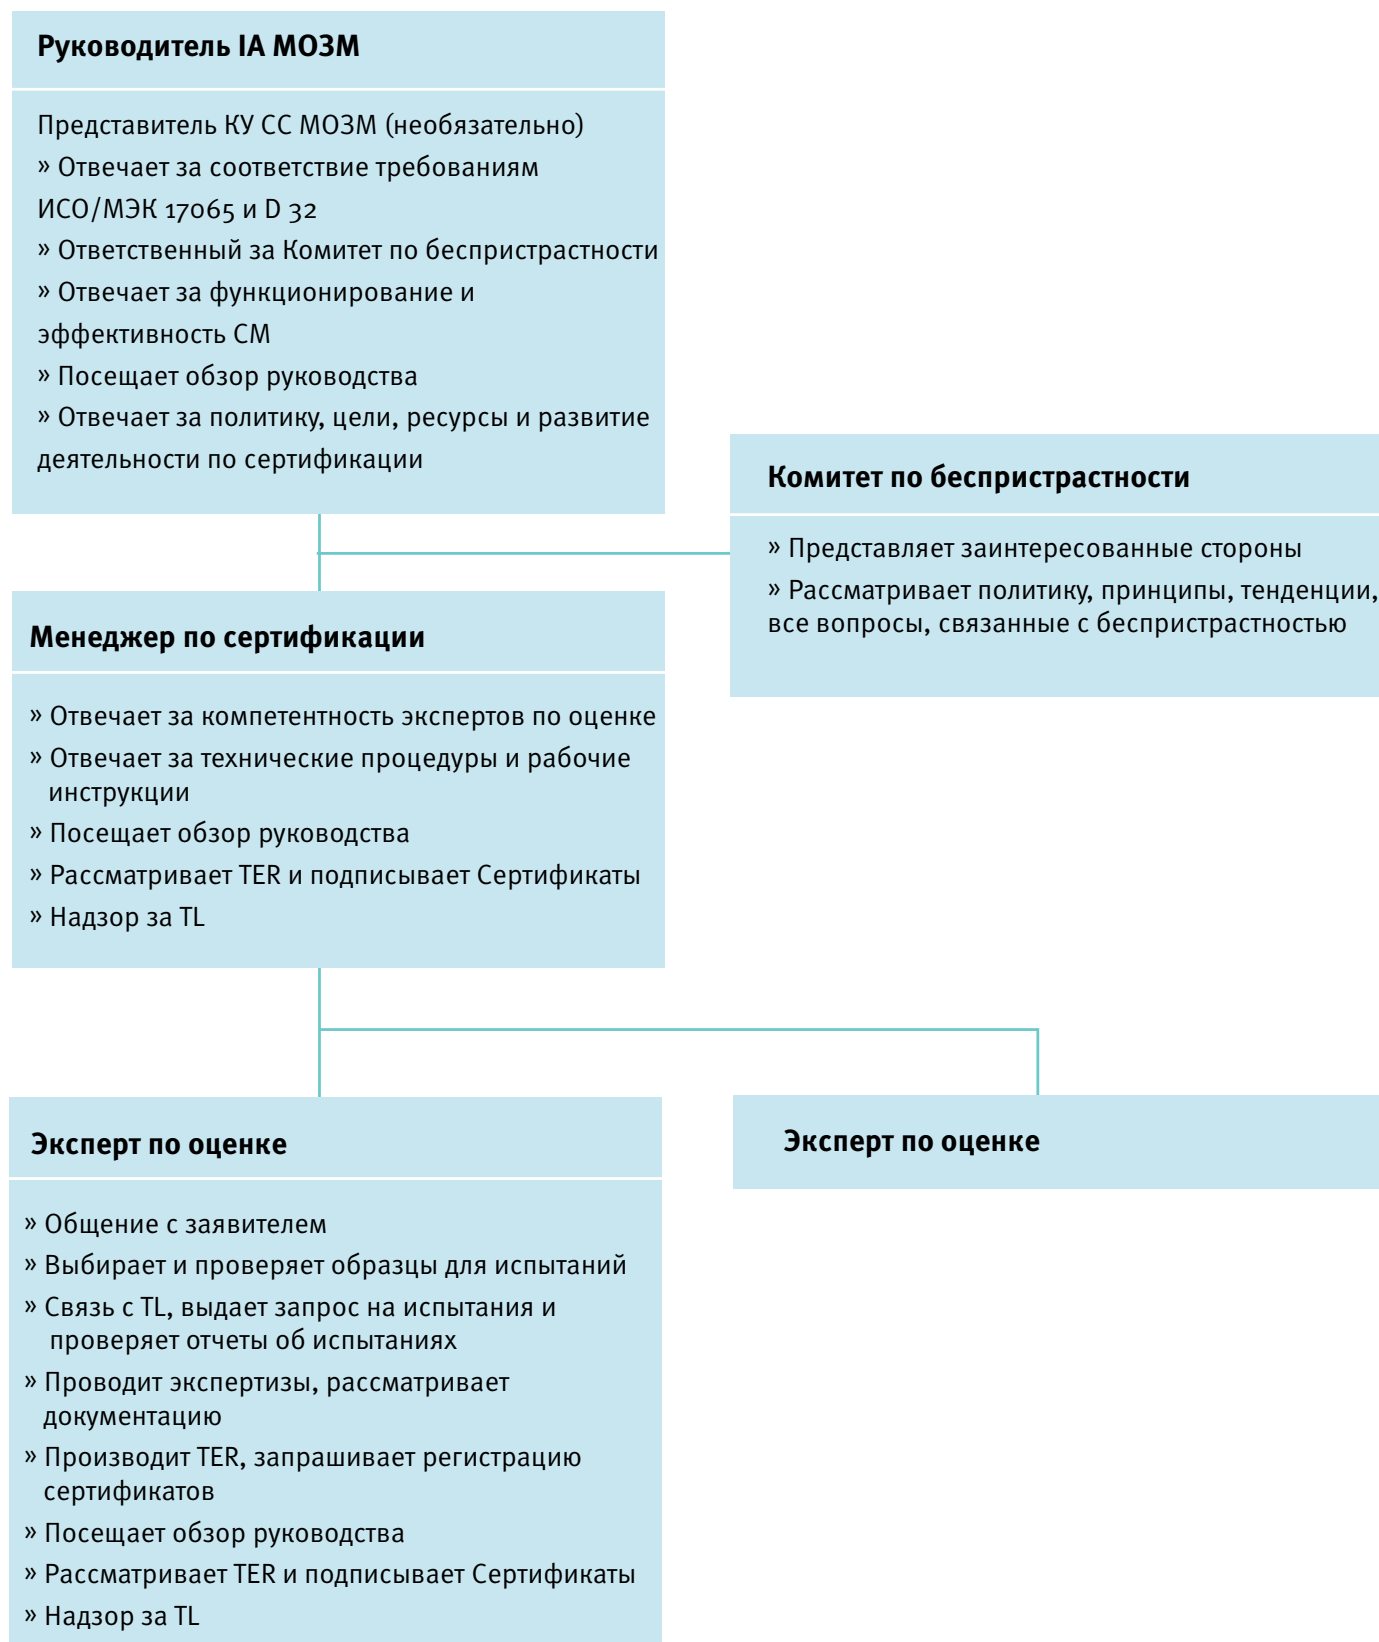 Руководитель IA МОЗМ
Представитель КУ СС МОЗМ (необязательно)
» Отвечает за соответствие требованиям
ИСО/МЭК 17065 и D 32
» Ответственный за Комитет по беспристрастности
» Отвечает за функционирование и
эффективность СМ
» Посещает обзор руководства
» Отвечает за политику, цели, ресурсы и развитие
деятельности по сертификации
Комитет по беспристрастности
» Представляет заинтересованные стороны
» Рассматривает политику, принципы, тенденции,
все вопросы, связанные с беспристрастностью
Менеджер по сертификации
» Отвечает за компетентность экспертов по оценке
» Отвечает за технические процедуры и рабочие
инструкции
» Посещает обзор руководства
» Рассматривает TER и подписывает Сертификаты
» Надзор за TL
Эксперт по оценке
» Общение с заявителем
» Выбирает и проверяет образцы для испытаний
» Связь с TL, выдает запрос на испытания и
проверяет отчеты об испытаниях
» Проводит экспертизы, рассматривает
документацию
» Производит TER, запрашивает регистрацию
сертификатов
» Посещает обзор руководства
» Рассматривает TER и подписывает Сертификаты
» Надзор за TL
Эксперт по оценке